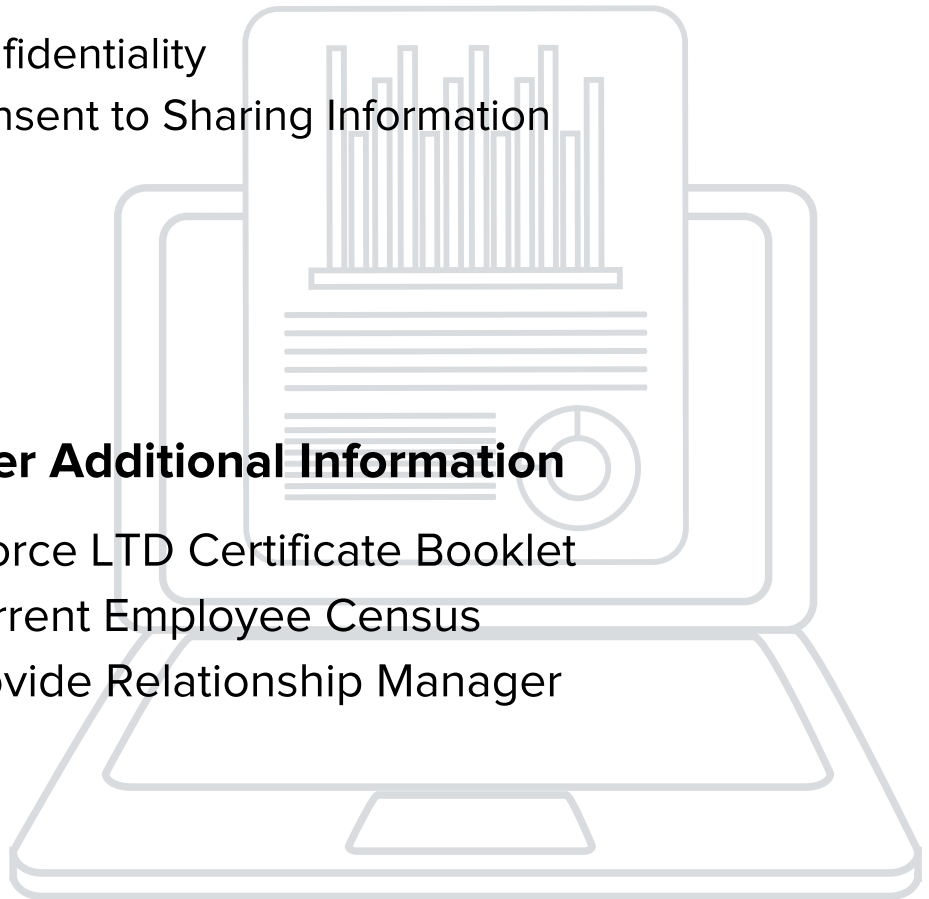 fidentiality
nsent to Sharing Information
er Additional Information
orce LTD Certificate Booklet
rrent Employee Census
ovide Relationship Manager